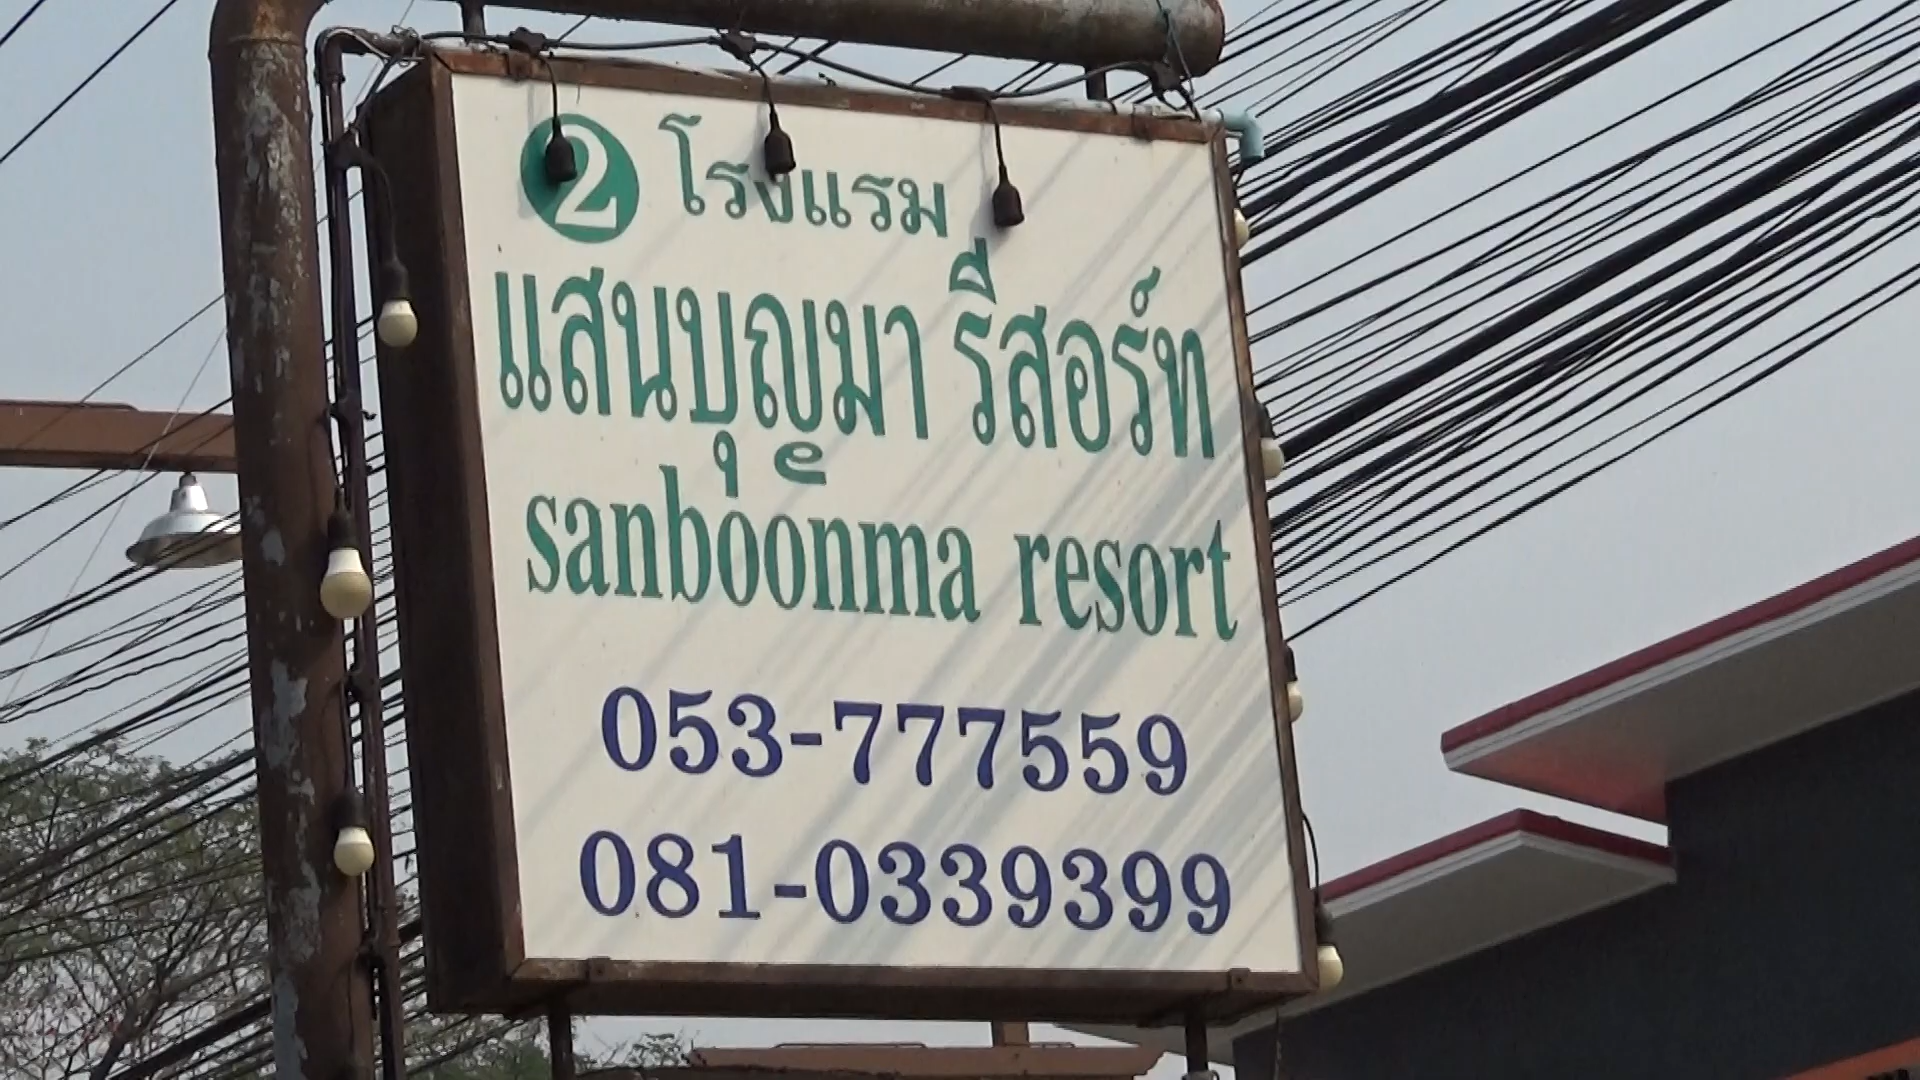 2 โรงแรม
แสนบุญมา รีสอร์ท
sanboonma resort
053-777559
081-0339399